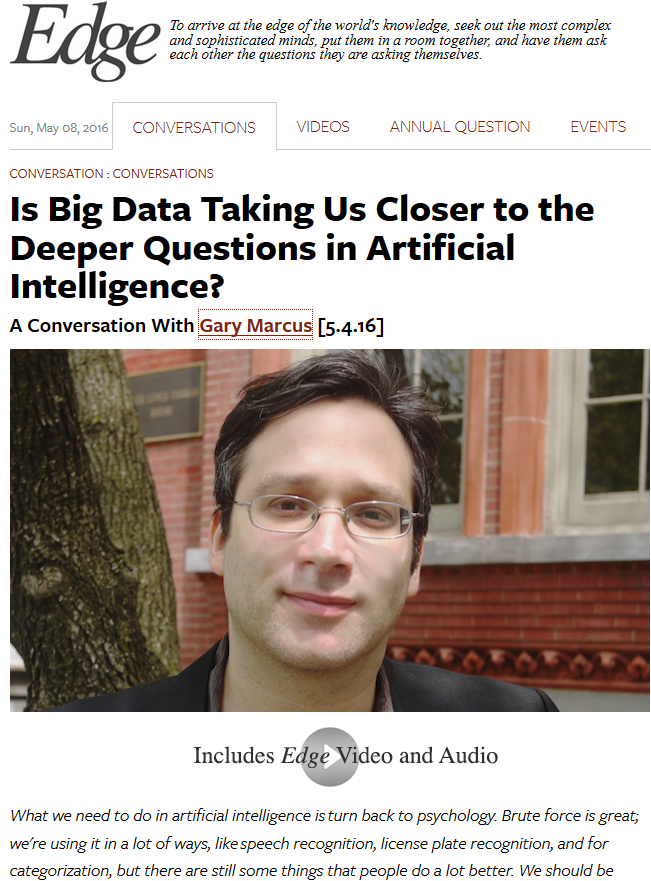 Edge
To arrive at the edge of the world's knowledge, seek out the most complex
and sophisticated minds, put them in a room together, and have them ask
each other the questions they are asking themselves.
Sun, May 08, 2016
CONVERSATIONS
VIDEOS
ANNUAL QUESTION
EVENTS
CONVERSATION : CONVERSATIONS
Is Big Data Taking Us Closer to the
Deeper Questions in Artificial
Intelligence?
A Conversation With Gary Marcus [5.4.16]
HOUSE
Includes Edge Video and Audio
What we need to do in artificial intelligence is turn back to psychology. Brute force is great;
we're using it in a lot of ways, like speech recognition, license plate recognition, and for
categorization, but there are still some things that people do a lot better. We should be